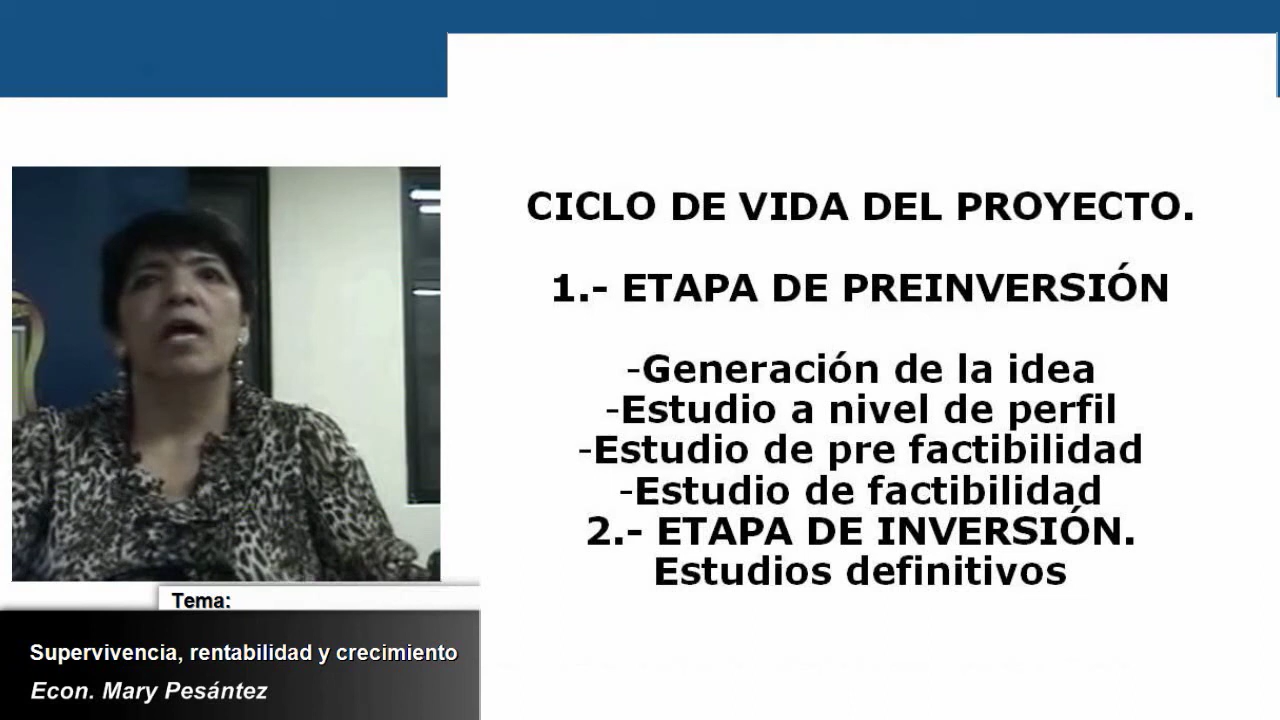 CICLO DE VIDA DEL PROYECTO.
1.- ETAPA DE PREINVERSIÓN
-Generación de la idea
-Estudio a nivel de perfil
-Estudio de pre factibilidad
-Estudio de factibilidad
2.- ETAPA DE INVERSIÓN.
Estudios definitivos
Tema:
Supervivencia, rentabilidad y crecimiento
Econ. Mary Pesántez